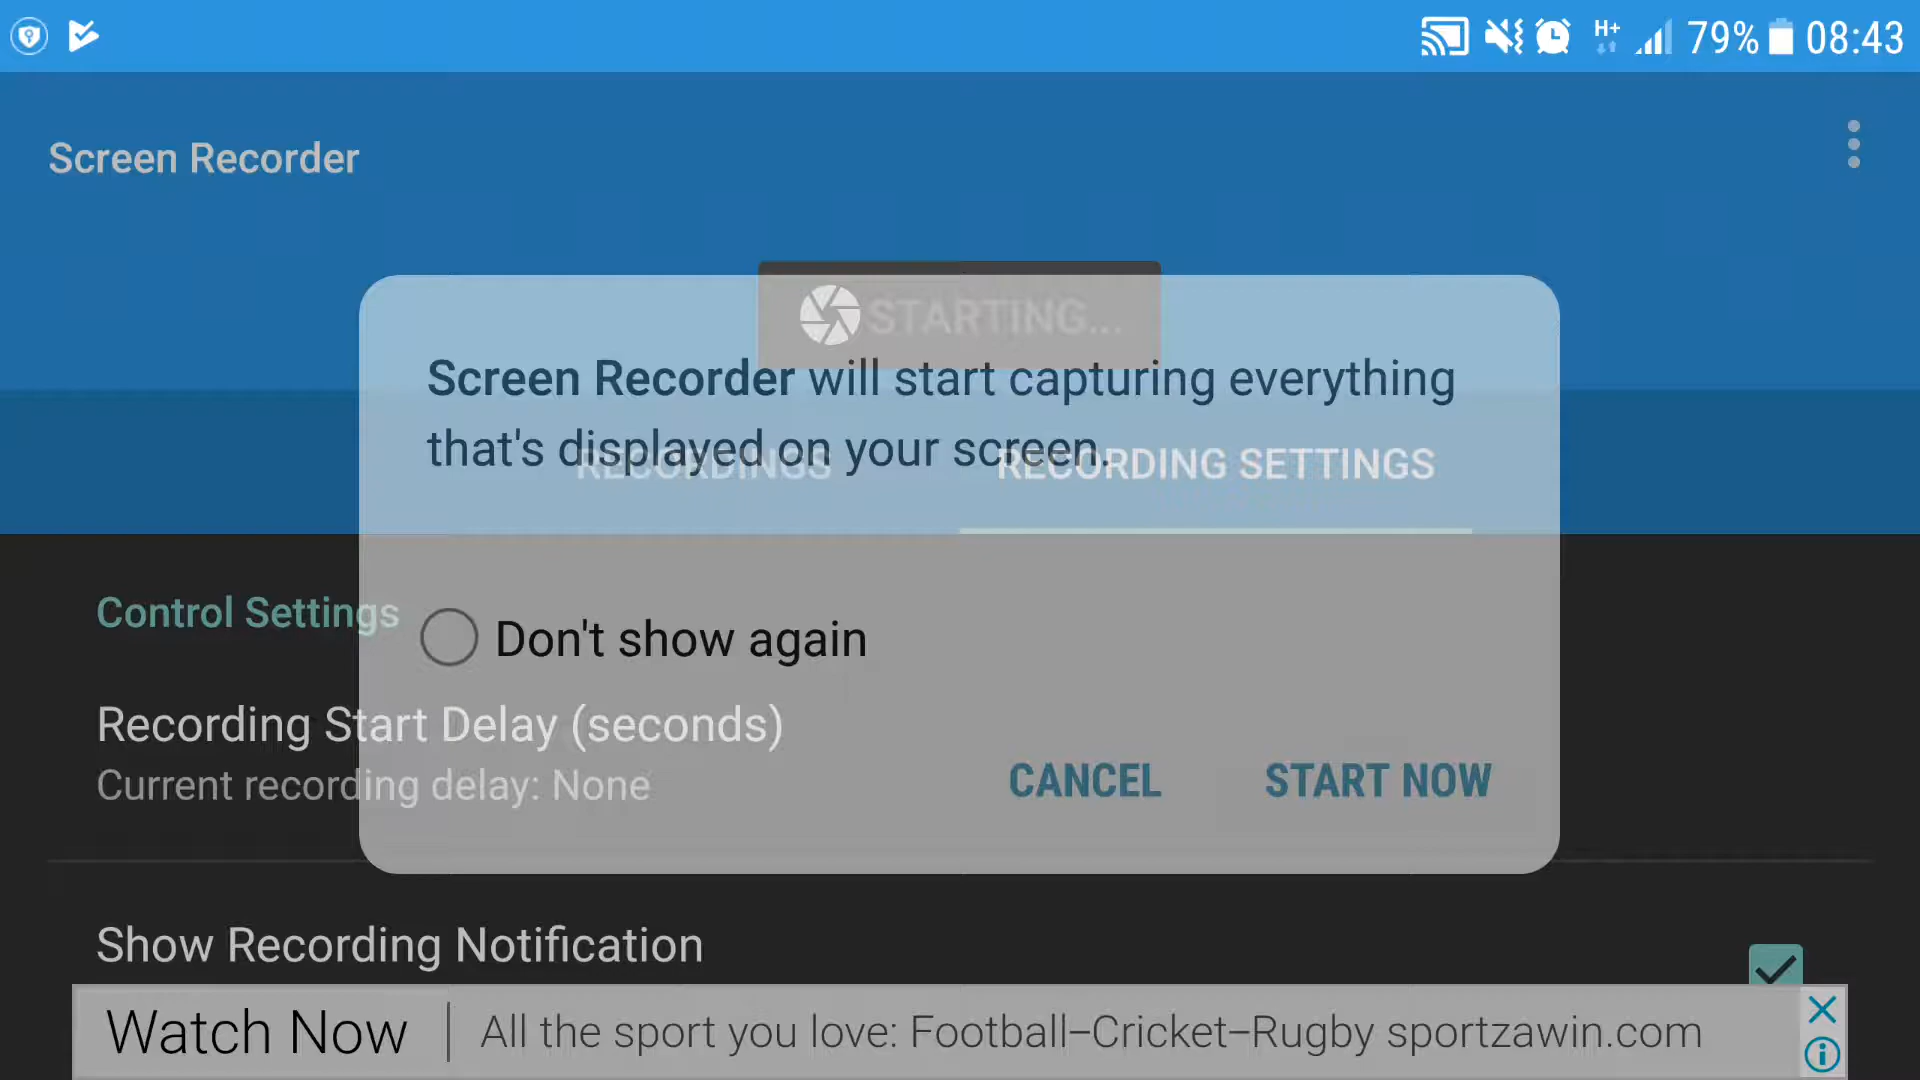 H+ 79% 08:43
Screen Recorder
STARTING...
Screen Recorder will start capturing everything
that's displayed on your screen.
RECORDINGS RECORDING SETTINGS
Control Settings
Don't show again
Recording Start Delay (seconds)
Current recording delay: None
CANCEL START NOW
Show Recording Notification
Watch Now All the sport you love: Football–Cricket–Rugby sportzawin.com